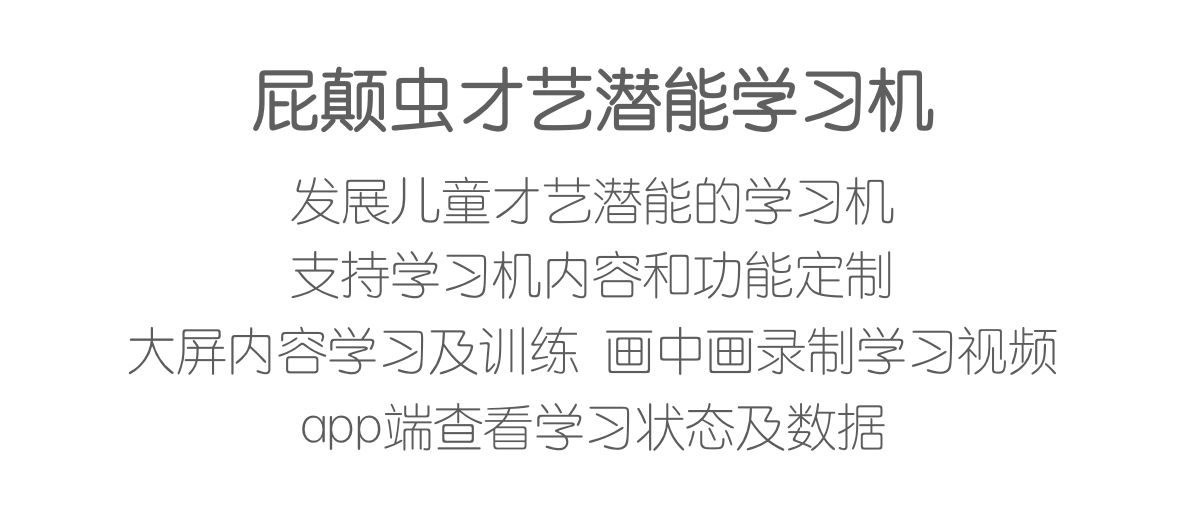 屁颠虫才艺潜能学习机
发展儿童才艺潜能的学习机
支持学习机内容和功能定制
大屏内容学习及训练 画中画录制学习视频
app端查看学习状态及数据